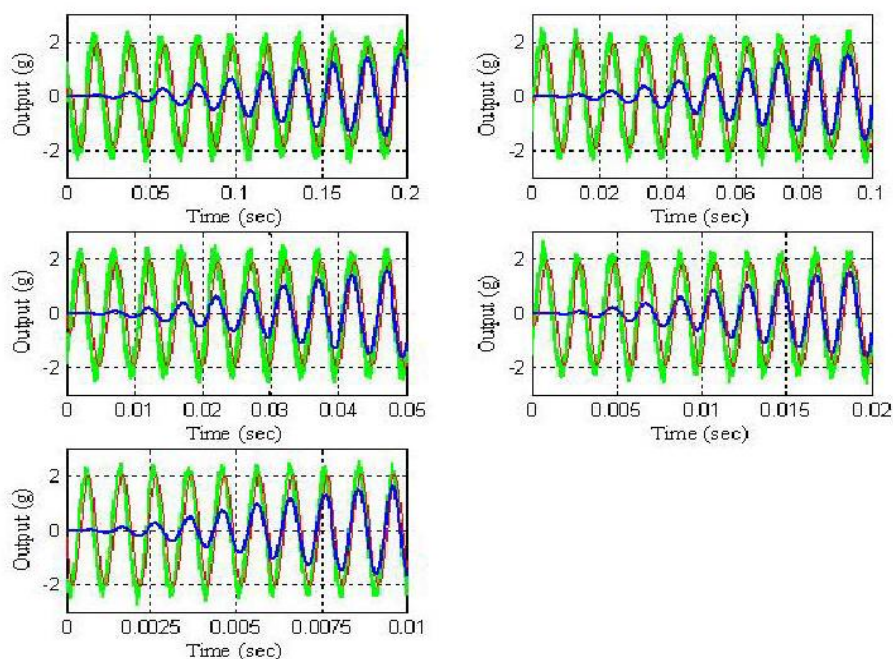 Output (g)
2
0
-2
0 0.05 0.1 0.15 0.2
Time (sec)
Output (g)
2
0
-2
0 0.02 0.04 0.06 0.08 0.1
Time (sec)
Output (g)
2
0
-2
0 0.01 0.02 0.03 0.04 0.05
Time (sec)
Output (g)
2
0
-2
0 0.005 0.01 0.015 0.02
Time (sec)
Output (g)
2
0
-2
0 0.0025 0.005 0.0075 0.01
Time (sec)